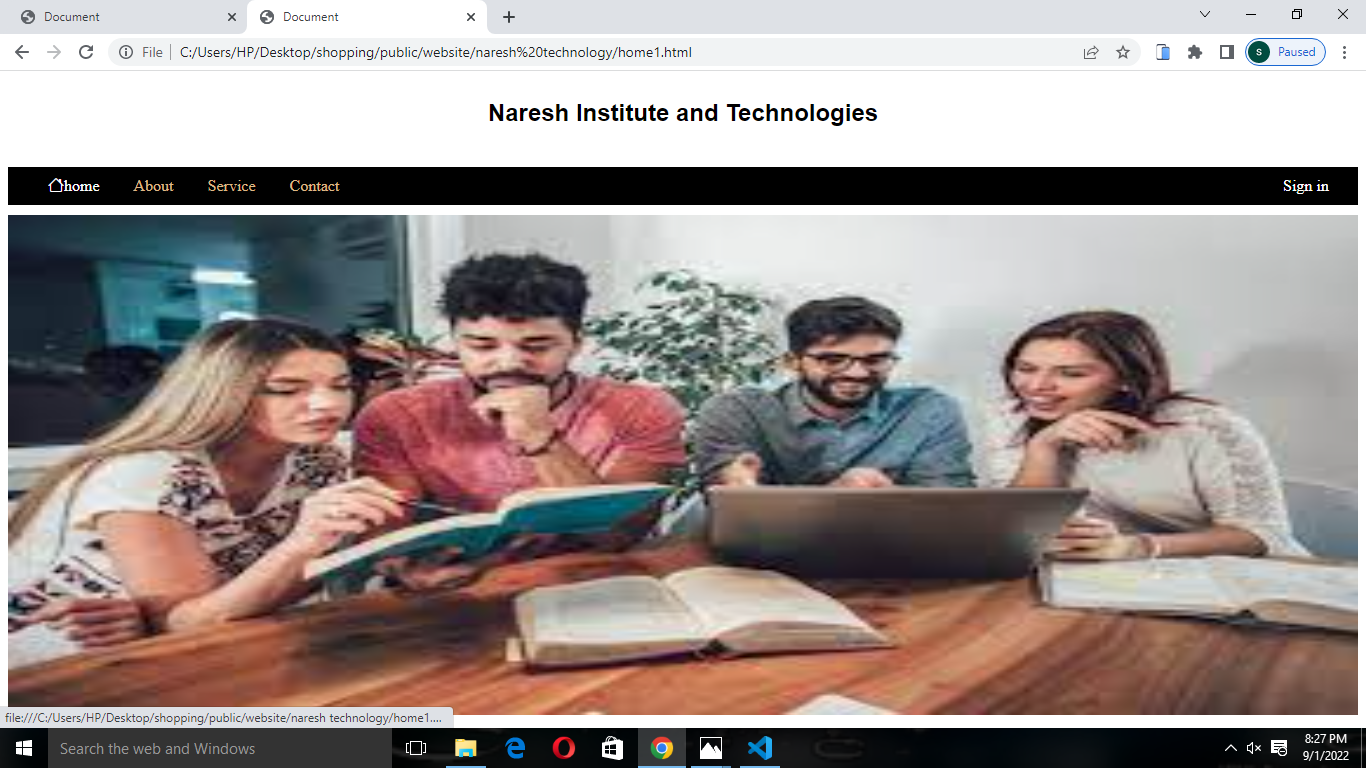 Document
Document
File
C:/Users/HP/Desktop/shopping/public/website/naresh%20technology/home1.html
s
Paused
Naresh Institute and Technologies
home About Service Contact Sign in
file:///C:/Users/HP/Desktop/shopping/public/website/naresh technology/home1....
Search the web and Windows
8:27 PM
9/1/2022